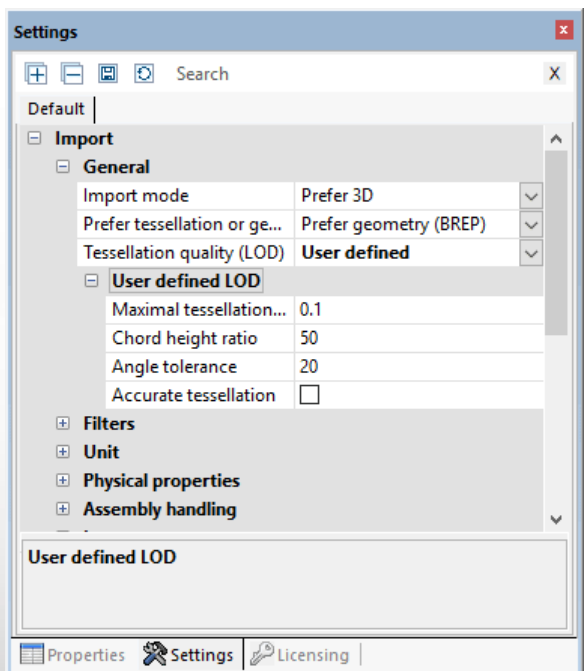 Settings
Search X
Default
Import
General
Import mode Prefer 3D
Prefer tessellation or ge... Prefer geometry (BREP)
Tessellation quality (LOD) User defined
User defined LOD
Maximal tessellation... 0.1
Chord height ratio 50
Angle tolerance 20
Accurate tessellation
Filters
Unit
Physical properties
Assembly handling
User defined LOD
Properties Settings Licensing